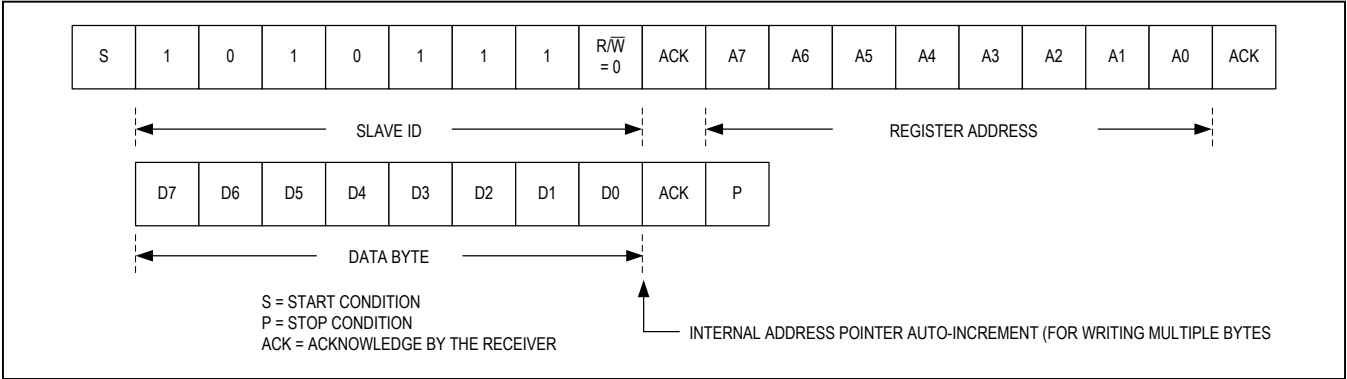 S 1 0 1 0 1 1 1 R/W̅ = 0 ACK A7 A6 A5 A4 A3 A2 A1 A0 ACK
SLAVE ID REGISTER ADDRESS
D7 D6 D5 D4 D3 D2 D1 D0 ACK P
DATA BYTE
S = START CONDITION
P = STOP CONDITION
ACK = ACKNOWLEDGE BY THE RECEIVER
INTERNAL ADDRESS POINTER AUTO-INCREMENT (FOR WRITING MULTIPLE BYTES